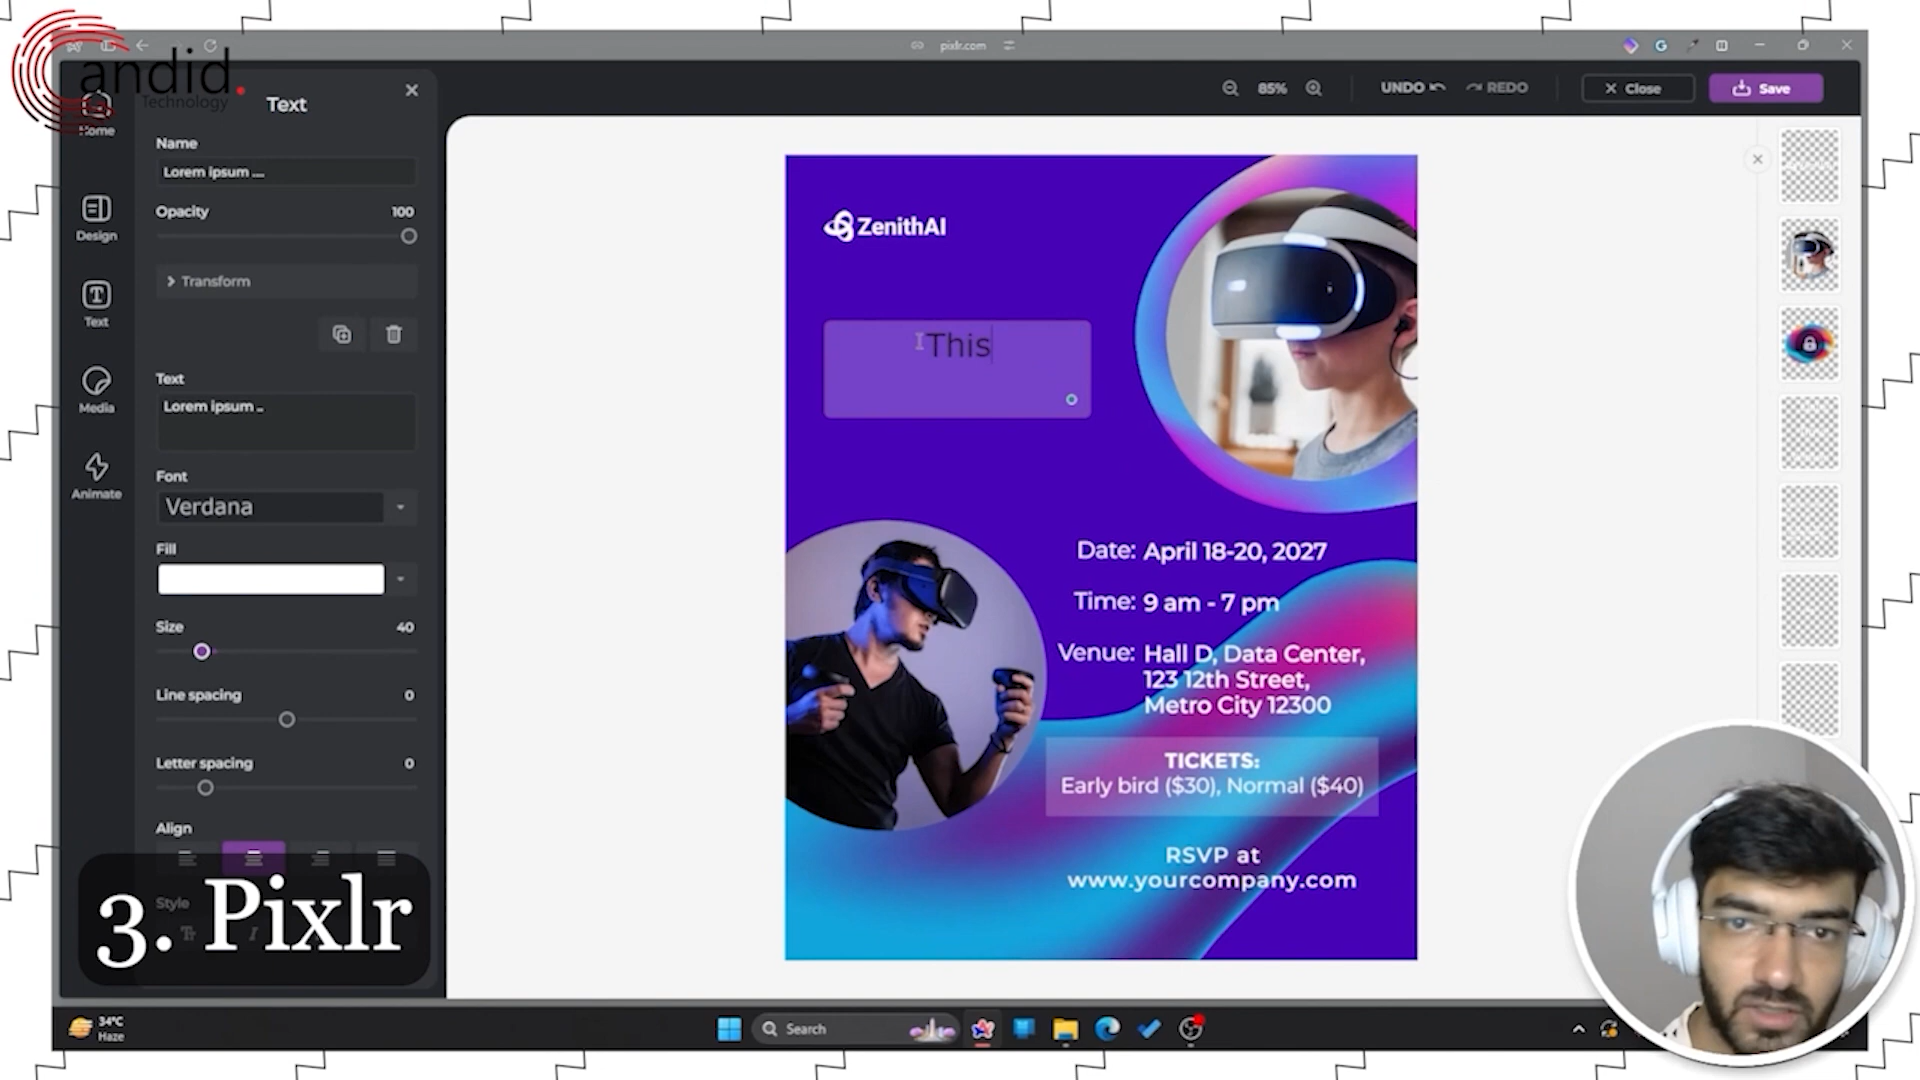 andid.
Technology
pixlr.com
Home
Design
Text
Media
Animate
Text
Name
Lorem ipsum ....
Opacity 100
Transform
Text
Lorem ipsum ..
Font
Verdana
Fill
Size 40
Line spacing 0
Letter spacing 0
Align
Style
3. Pixlr
85%
UNDO
REDO
Close
Save
ZenithAI
This
Date: April 18-20, 2027
Time: 9 am - 7 pm
Venue: Hall D, Data Center,
123 12th Street,
Metro City 12300
TICKETS:
Early bird ($30), Normal ($40)
RSVP at
www.yourcompany.com
34°C
Haze
Search